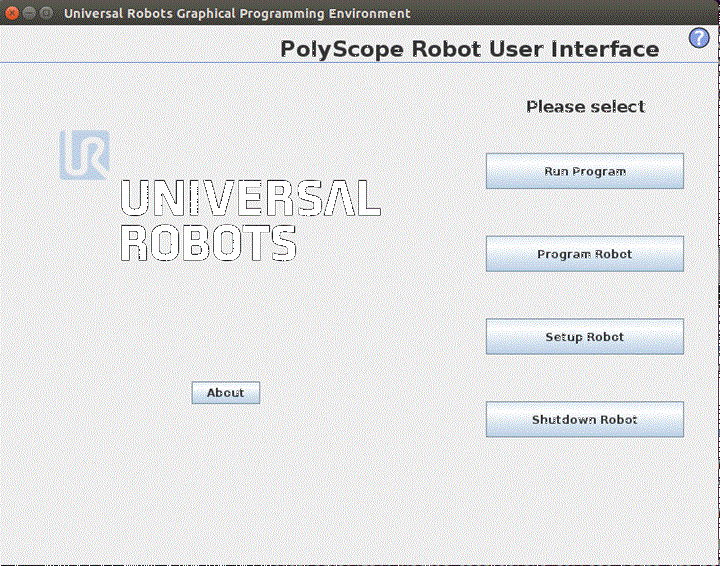 Universal Robots Graphical Programming Environment
PolyScope Robot User Interface
?
Please select
UR
UNIVERSAL
ROBOTS
Run Program
Program Robot
Setup Robot
About
Shutdown Robot